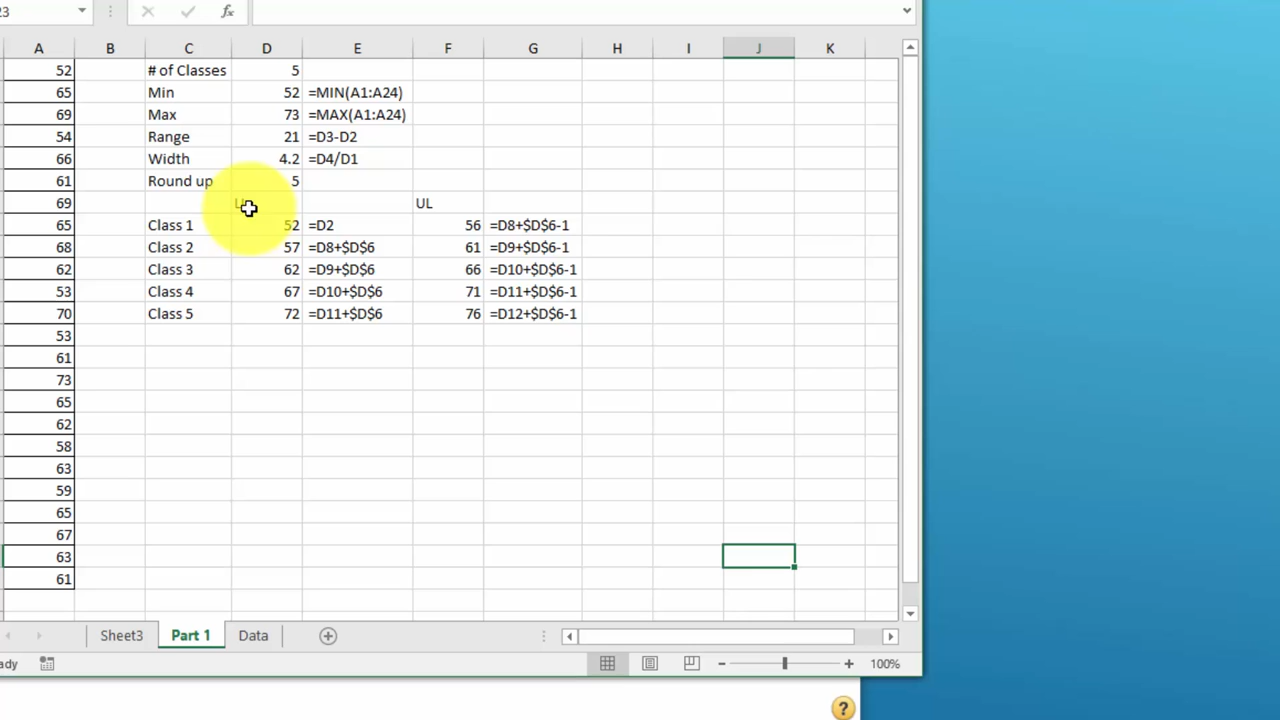 23 fx
A B C D E F G H I J K
52 # of Classes 5
65 Min 52 =MIN(A1:A24)
69 Max 73 =MAX(A1:A24)
54 Range 21 =D3-D2
66 Width 4.2 =D4/D1
61 Round up 5
69 UL
65 Class 1 52 =D2 56 =D8+$D$6-1
68 Class 2 57 =D8+$D$6 61 =D9+$D$6-1
62 Class 3 62 =D9+$D$6 66 =D10+$D$6-1
53 Class 4 67 =D10+$D$6 71 =D11+$D$6-1
70 Class 5 72 =D11+$D$6 76 =D12+$D$6-1
53
61
73
65
62
58
63
59
65
67
63
61
Sheet3 Part 1 Data
ady 100%
?